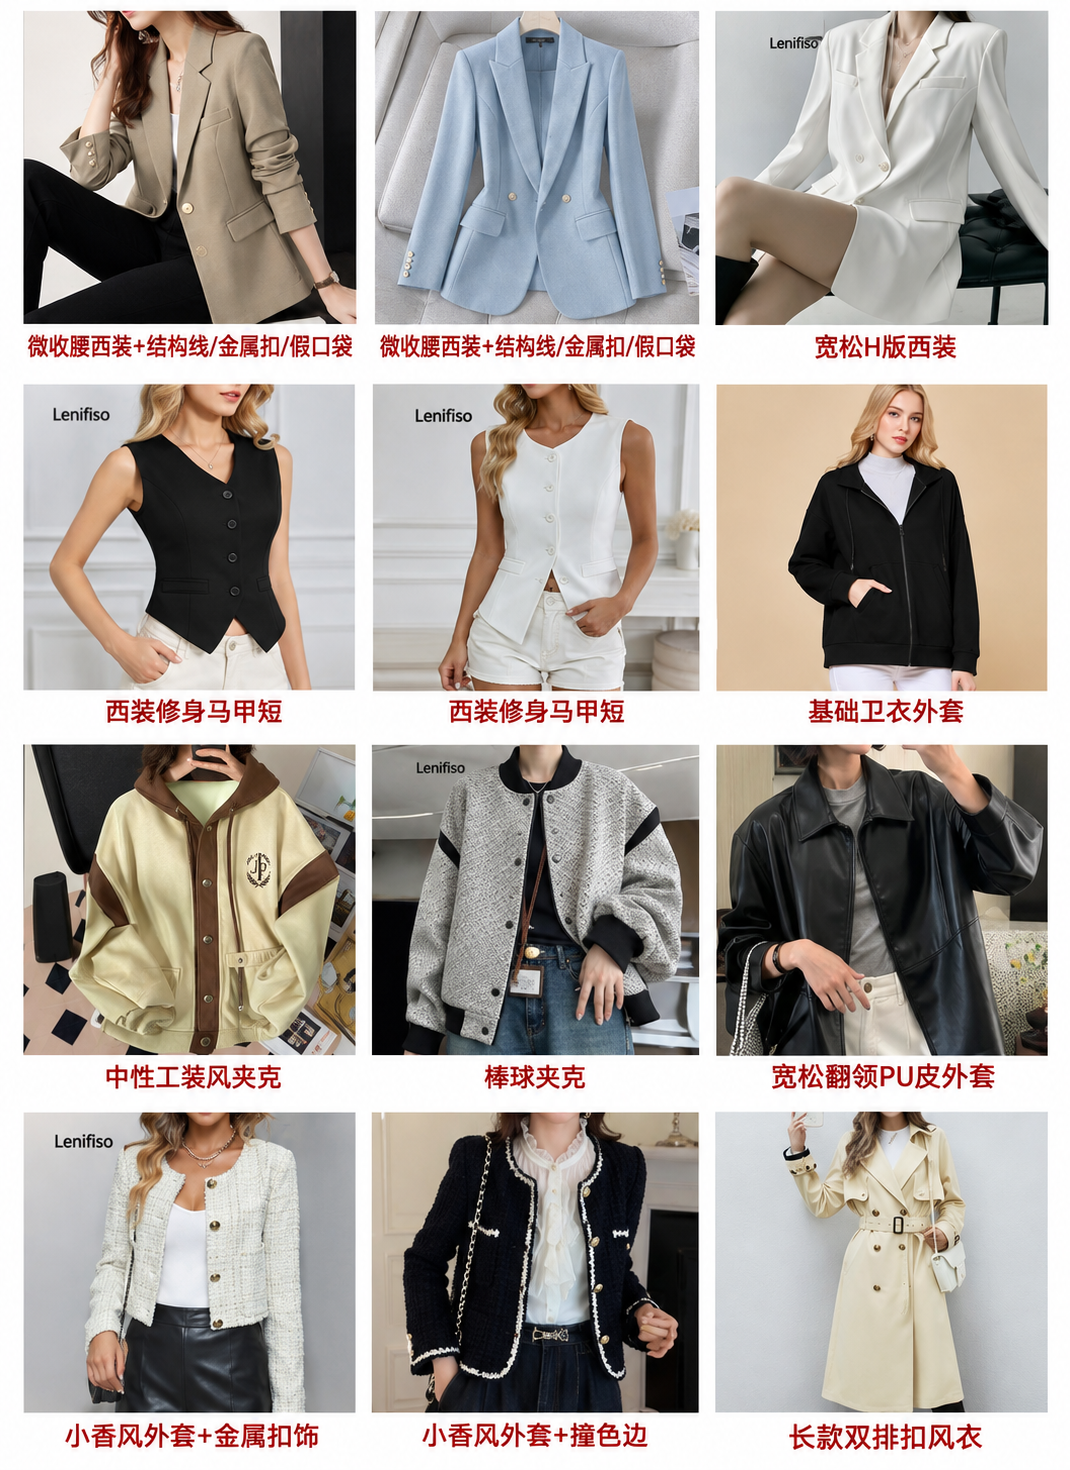 Lenifiso
微收腰西装+结构线/金属扣/假口袋
微收腰西装+结构线/金属扣/假口袋
宽松H版西装
Lenifiso
Lenifiso
西装修身马甲短
西装修身马甲短
基础卫衣外套
Lenifiso
中性工装风夹克
棒球夹克
宽松翻领PU皮外套
Lenifiso
小香风外套+金属扣饰
小香风外套+撞色边
长款双排扣风衣